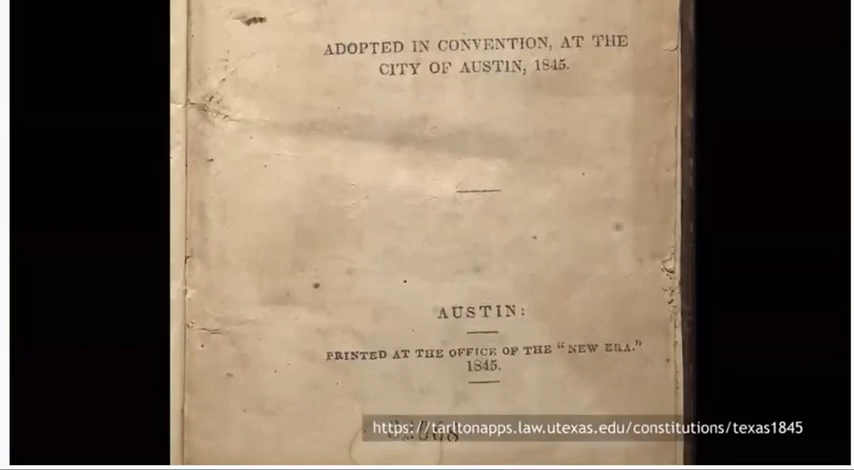 ADOPTED IN CONVENTION, AT THE
CITY OF AUSTIN, 1845.
AUSTIN:
PRINTED AT THE OFFICE OF THE "NEW ERA."
1845.
https://tarltonapps.law.utexas.edu/constitutions/texas1845